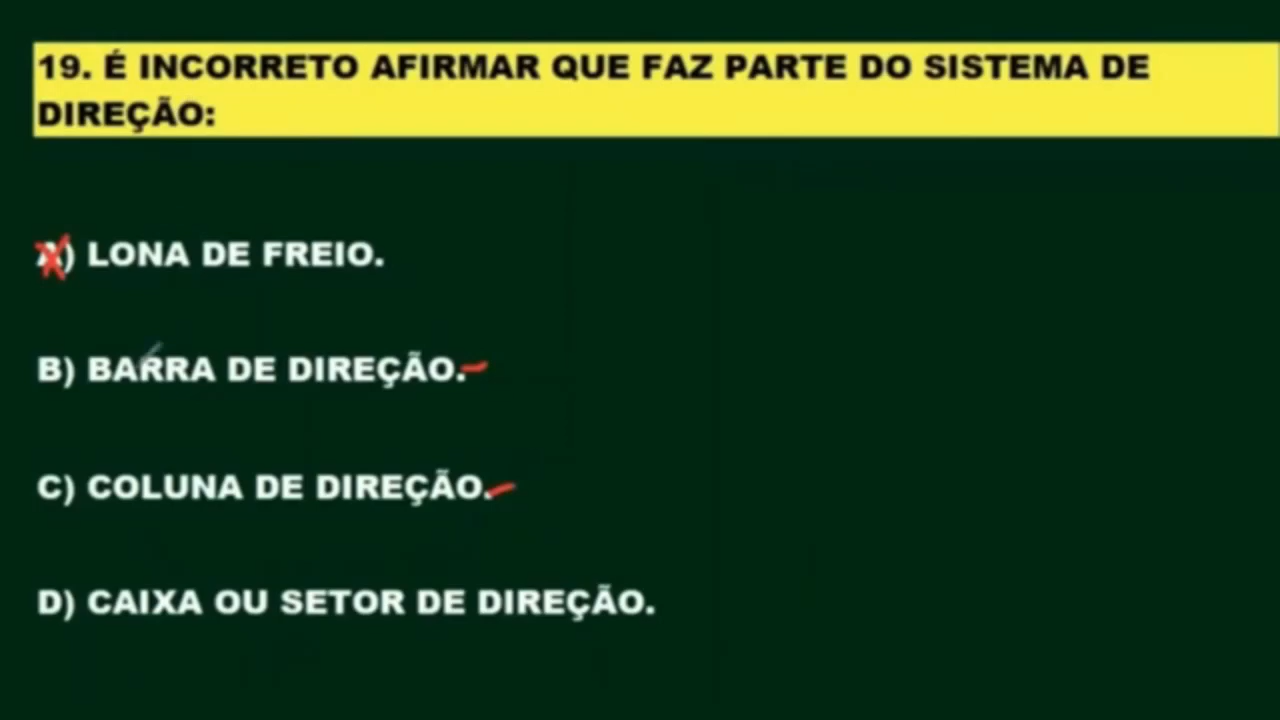 19. É INCORRETO AFIRMAR QUE FAZ PARTE DO SISTEMA DE
DIREÇÃO:
A) LONA DE FREIO.
B) BARRA DE DIREÇÃO.
C) COLUNA DE DIREÇÃO.
D) CAIXA OU SETOR DE DIREÇÃO.